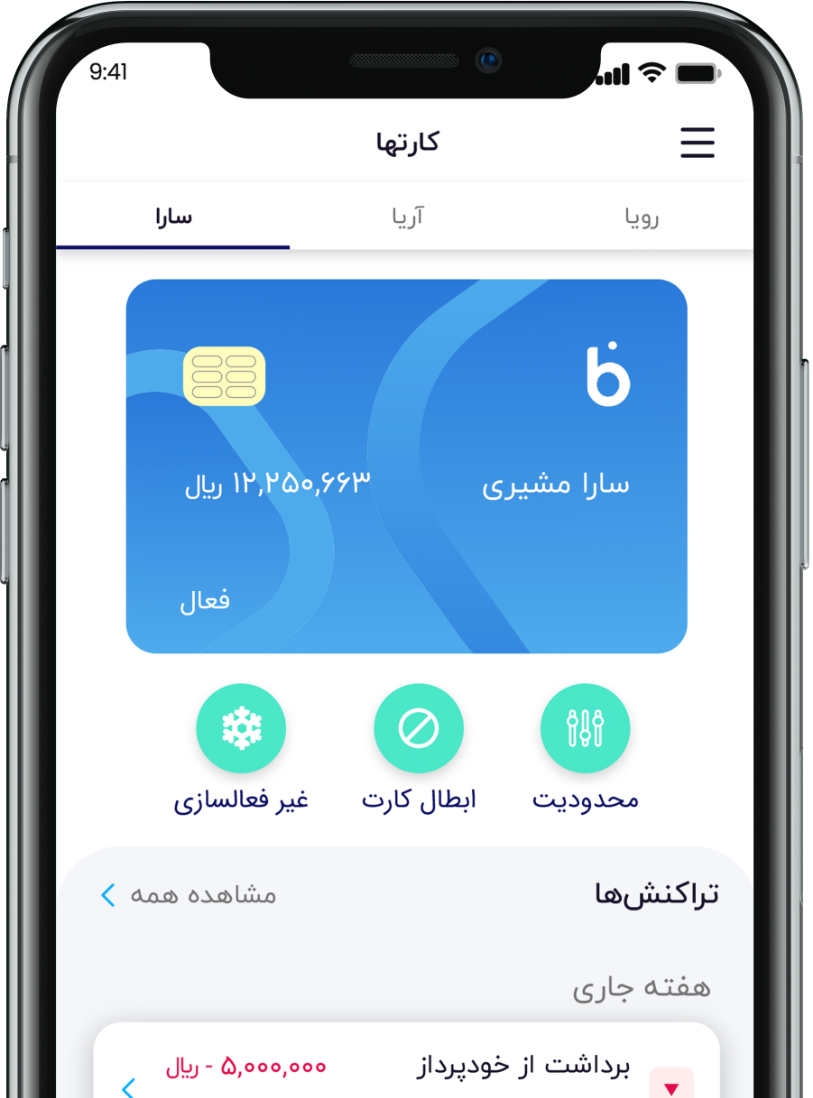 9:41
کارتها
رویا
آریا
سارا
سارا مشیری
۱۲,۲۵۰,۶۶۳ ریال
فعال
محدودیت
ابطال کارت
غیر فعالسازی
تراکنش‌ها
مشاهده همه
هفته جاری
برداشت از خودپرداز
۵,۰۰۰,۰۰۰ - ریال